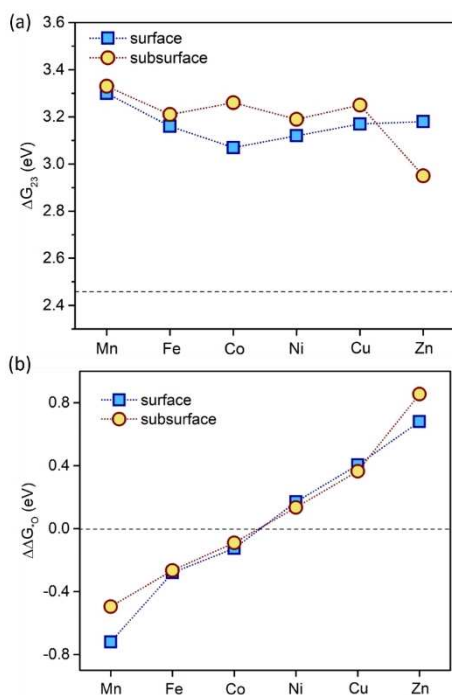 (a)
3.6
3.4
3.2
3.0
2.8
2.6
2.4
ΔG₂₃ (eV)
surface
subsurface
Mn Fe Co Ni Cu Zn
(b)
0.8
0.4
0.0
-0.4
-0.8
ΔΔG*O (eV)
surface
subsurface
Mn Fe Co Ni Cu Zn